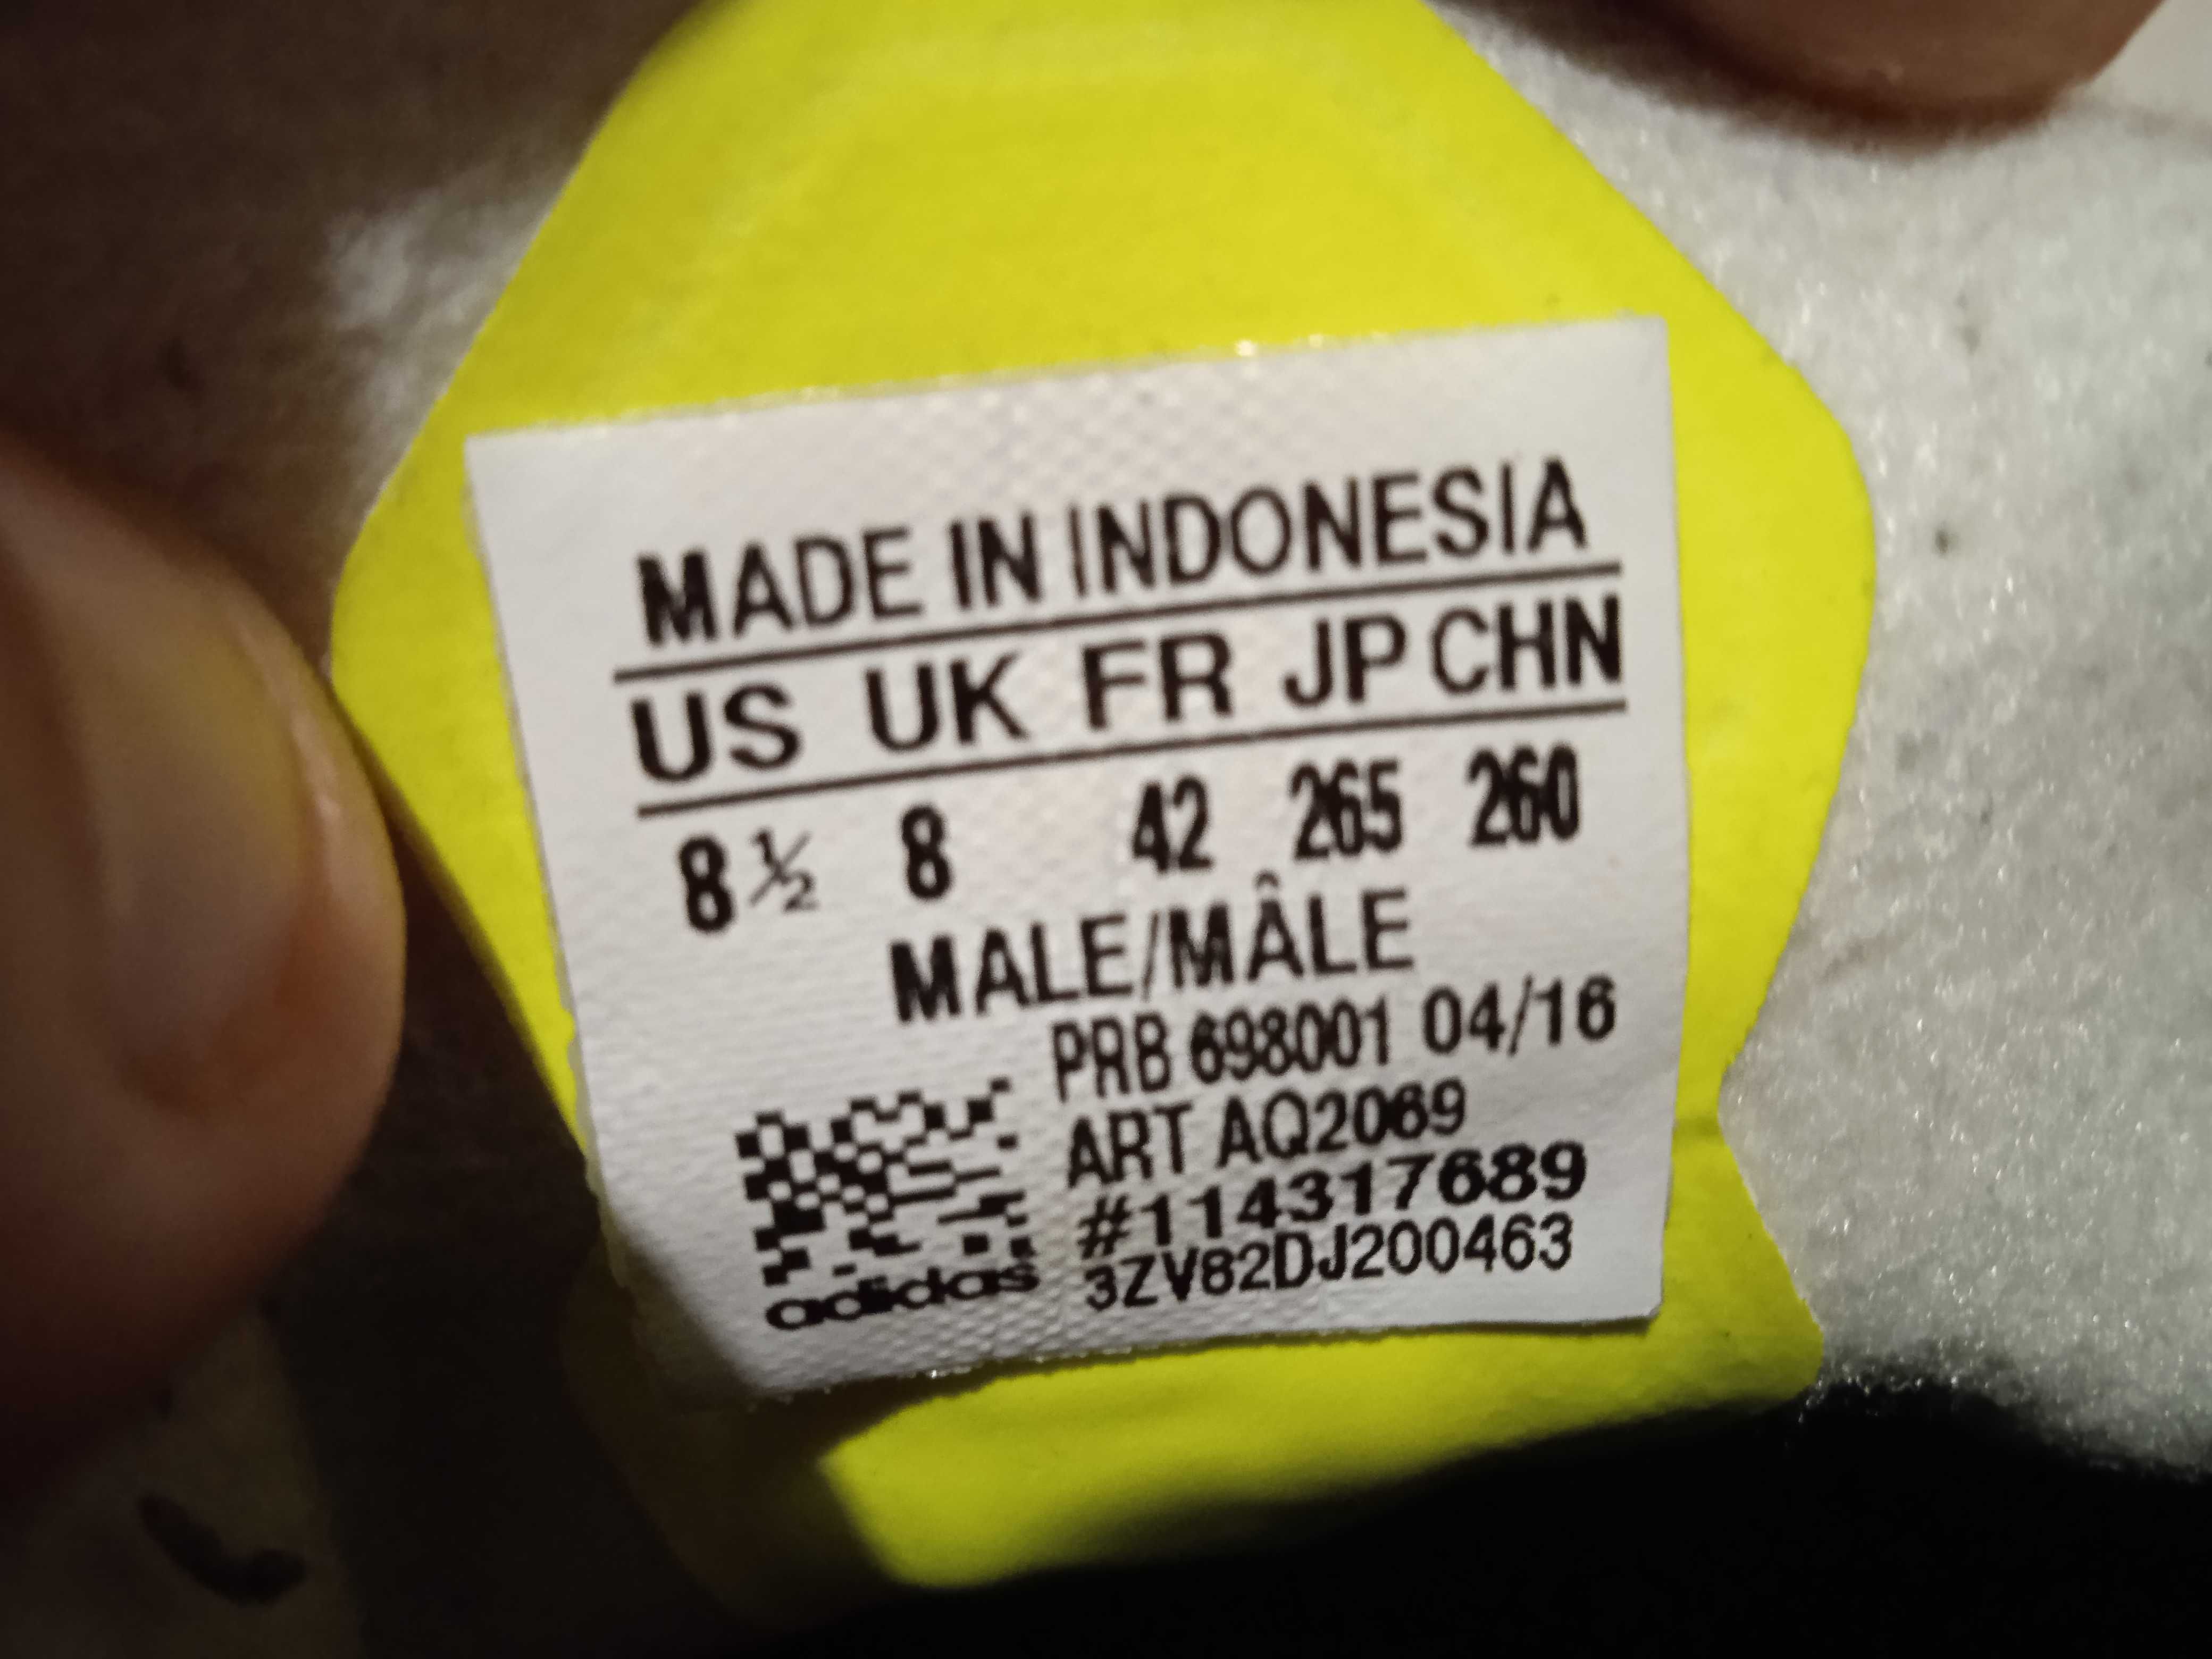 MADE IN INDONESIA
US UK FR JP CHN
8½ 8 42 265 260
MALE/MÂLE
PRB 698001 04/16
ART AQ2069
#114317689
3ZV82DJ200463
adidas